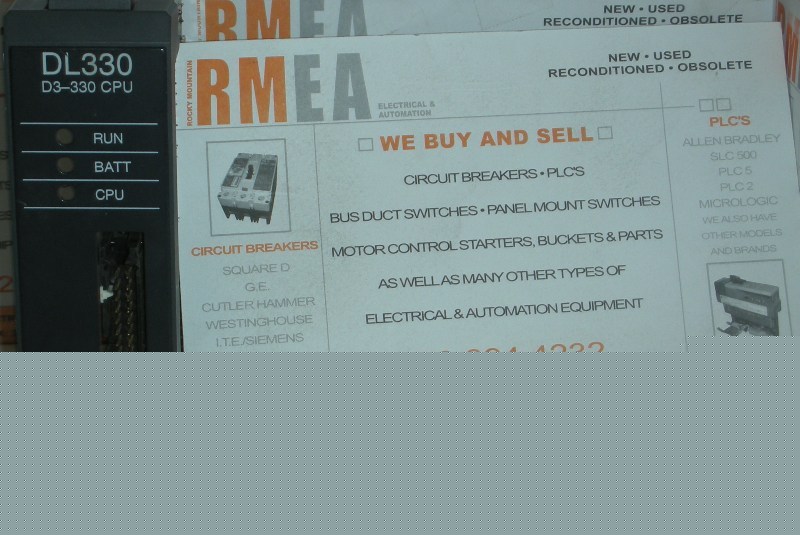 DL330
D3–330 CPU
RUN
BATT
CPU
RMEA
NEW • USED
RECONDITIONED • OBSOLETE
ROCKY MOUNTAIN
RMEA
ELECTRICAL &
AUTOMATION
NEW • USED
RECONDITIONED • OBSOLETE
WE BUY AND SELL
CIRCUIT BREAKERS • PLC'S
BUS DUCT SWITCHES • PANEL MOUNT SWITCHES
MOTOR CONTROL STARTERS, BUCKETS & PARTS
AS WELL AS MANY OTHER TYPES OF
ELECTRICAL & AUTOMATION EQUIPMENT
CIRCUIT BREAKERS
SQUARE D
G.E.
CUTLER HAMMER
WESTINGHOUSE
I.T.E./SIEMENS
PLC'S
ALLEN BRADLEY
SLC 500
PLC 5
PLC 2
MICROLOGIC
WE ALSO HAVE
OTHER MODELS
AND BRANDS